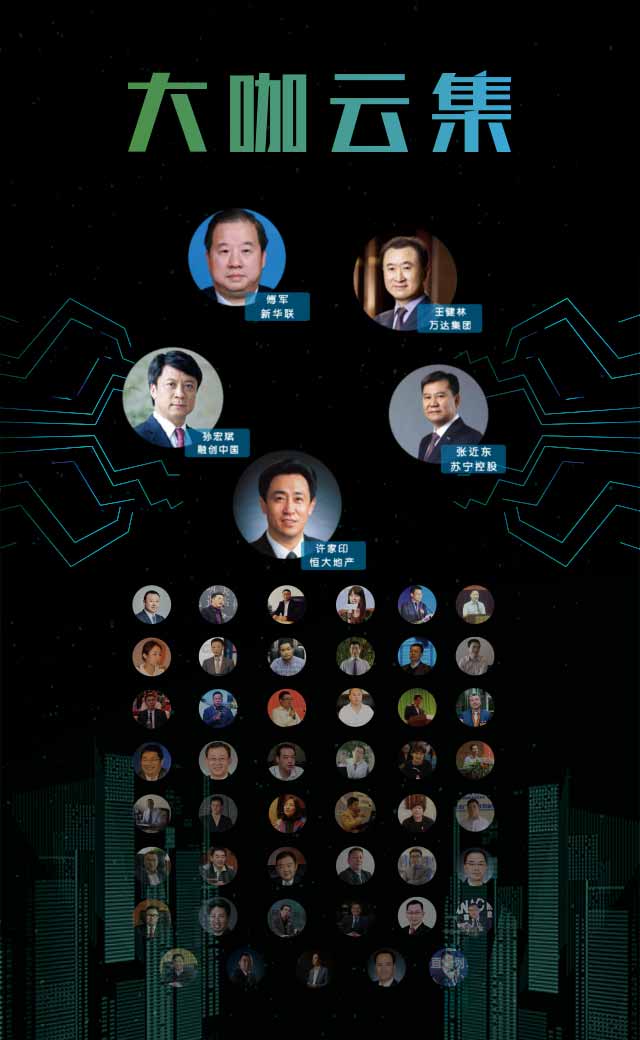 大咖云集
傅军
新华联
王健林
万达集团
孙宏斌
融创中国
张近东
苏宁控股
许家印
恒大地产